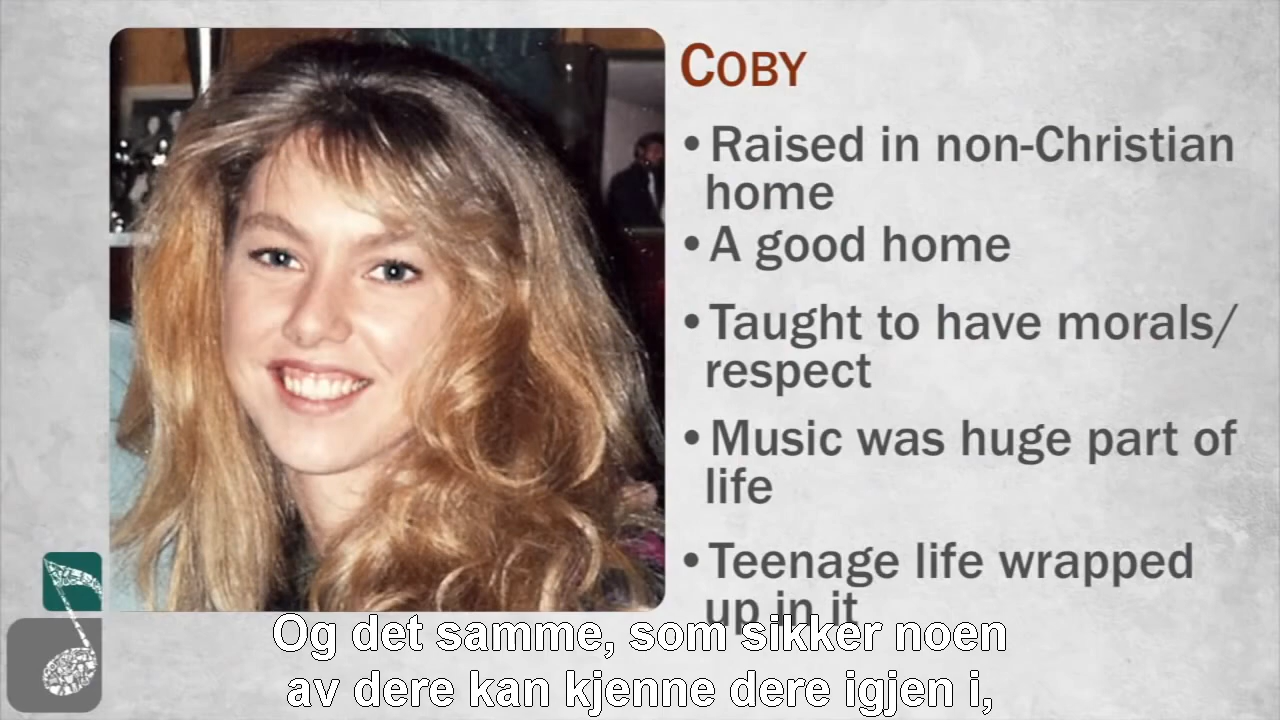 COBY
•Raised in non-Christian
home
•A good home
•Taught to have morals/
respect
•Music was huge part of
life
•Teenage life wrapped
up in it
Og det samme, som sikker noen
av dere kan kjenne dere igjen i,